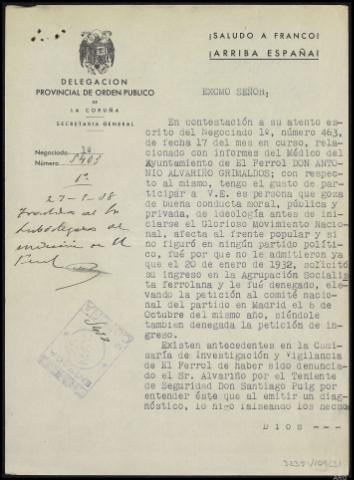 ¡SALUDO A FRANCO!
¡ARRIBA ESPAÑA!
DELEGACION
PROVINCIAL DE ORDEN PUBLICO
DE
LA CORUÑA
SECRETARIA GENERAL
Negociado 1º
Número 5403
EXCMO SEÑOR;
En contestación a su atento es-
crito del Negociado 1º, número 463,
de fecha 17 del mes en curso, rela-
cionado con informes del Médico del
Ayuntamiento de El Ferrol DON ANTO-
NIO ALVARIÑO GRIMALDOS; con respec-
to al mismo, tengo el gusto de par-
ticipar a V.E. es persona que goza
de buena conducta moral, pública y
privada, de ideología antes de ini-
ciarse el Glorioso Movimiento Nacio-
nal, afecta al frente popular y si
no figuró en ningún partido políti-
co, fué por que no le admitieron ya
que el 20 de enero de 1932, solicitó
su ingreso en la Agrupación Socialis
ta ferrolana y le fué denegado, ele-
vando la petición al comité nacio-
nal del partido en Madrid el 6 de
Octubre del mismo año, siéndole
tambien denegada la petición de in-
greso.
Existen antecedentes en la Comi-
saría de Investigación y Vigilancia
de El Ferrol de haber sido denuncia-
do el Sr. Alvariño por el Teniente
de Seguridad Don Santiago Puig por
entender éste que al emitir un diag-
nóstico, lo hizo falseando los hecho
D I O S ---